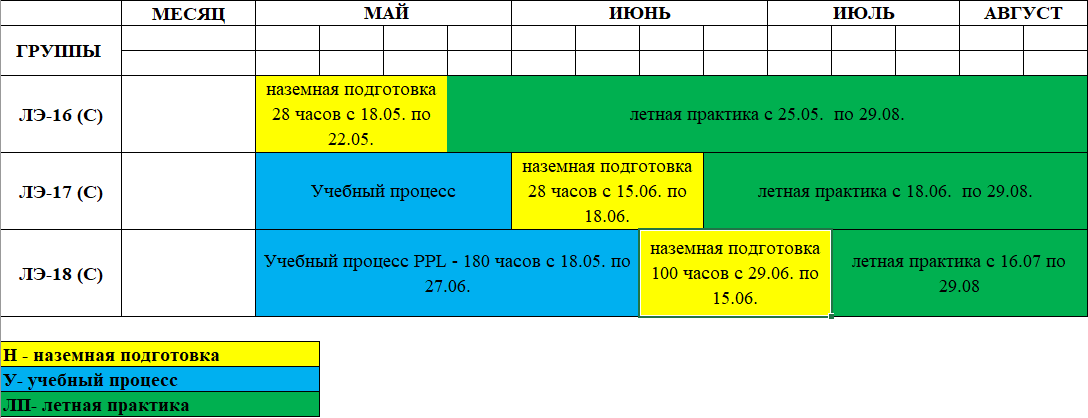 МЕСЯЦ МАЙ ИЮНЬ ИЮЛЬ АВГУСТ
ГРУППЫ
ЛЭ-16 (С)
наземная подготовка
28 часов с 18.05. по
22.05.
летная практика с 25.05.  по 29.08.
ЛЭ-17 (С)
Учебный процесс
наземная подготовка
28 часов с 15.06. по
18.06.
летная практика с 18.06.  по 29.08.
ЛЭ-18 (С)
Учебный процесс PPL - 180 часов с 18.05. по
27.06.
наземная подготовка
100 часов с 29.06. по
15.06.
летная практика с 16.07 по
29.08
Н - наземная подготовка
У- учебный процесс
ЛП- летная практика